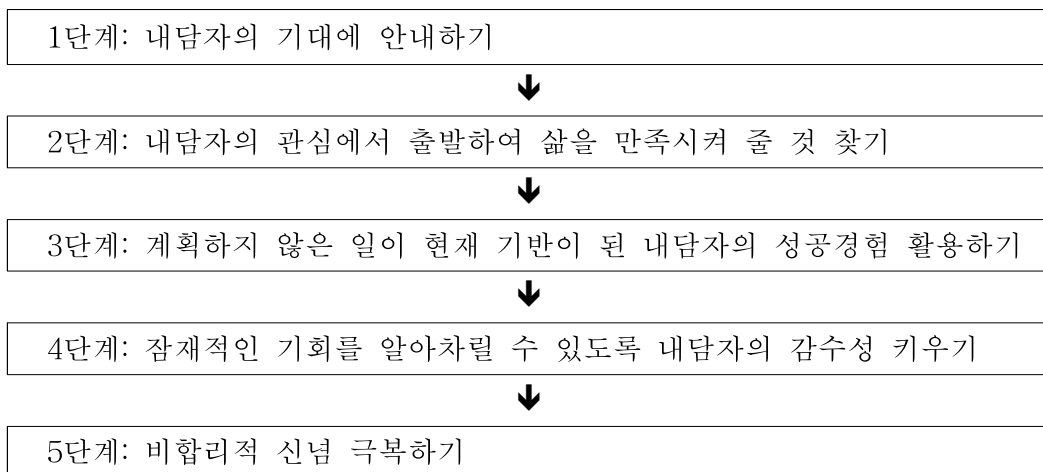 1단계: 내담자의 기대에 안내하기
2단계: 내담자의 관심에서 출발하여 삶을 만족시켜 줄 것 찾기
3단계: 계획하지 않은 일이 현재 기반이 된 내담자의 성공경험 활용하기
4단계: 잠재적인 기회를 알아차릴 수 있도록 내담자의 감수성 키우기
5단계: 비합리적 신념 극복하기